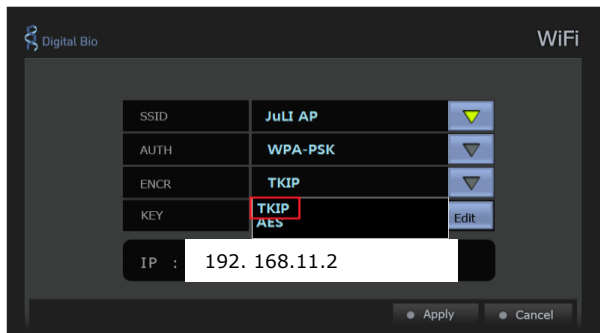 Digital Bio
WiFi
SSID JuLI AP
AUTH WPA-PSK
ENCR TKIP
KEY TKIP Edit
AES
IP : 192. 168.11.2
Apply Cancel